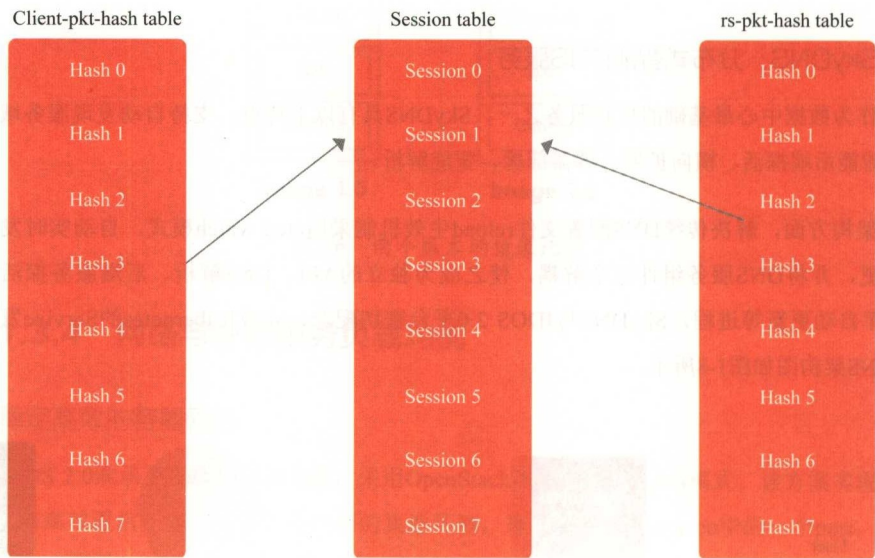 Client-pkt-hash table
Session table
rs-pkt-hash table
Hash 0
Hash 1
Hash 2
Hash 3
Hash 4
Hash 5
Hash 6
Hash 7
Session 0
Session 1
Session 2
Session 3
Session 4
Session 5
Session 6
Session 7
Hash 0
Hash 1
Hash 2
Hash 3
Hash 4
Hash 5
Hash 6
Hash 7